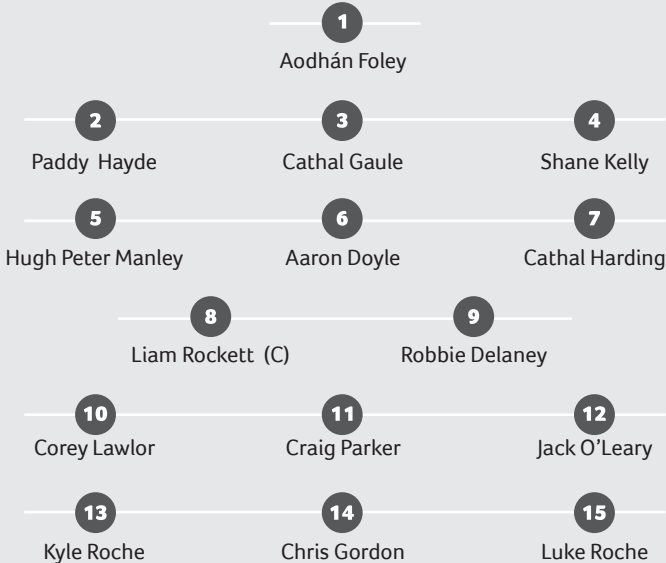 1
Aodhán Foley
2 3 4
Paddy Hayde Cathal Gaule Shane Kelly
5 6 7
Hugh Peter Manley Aaron Doyle Cathal Harding
8 9
Liam Rockett (C) Robbie Delaney
10 11 12
Corey Lawlor Craig Parker Jack O'Leary
13 14 15
Kyle Roche Chris Gordon Luke Roche